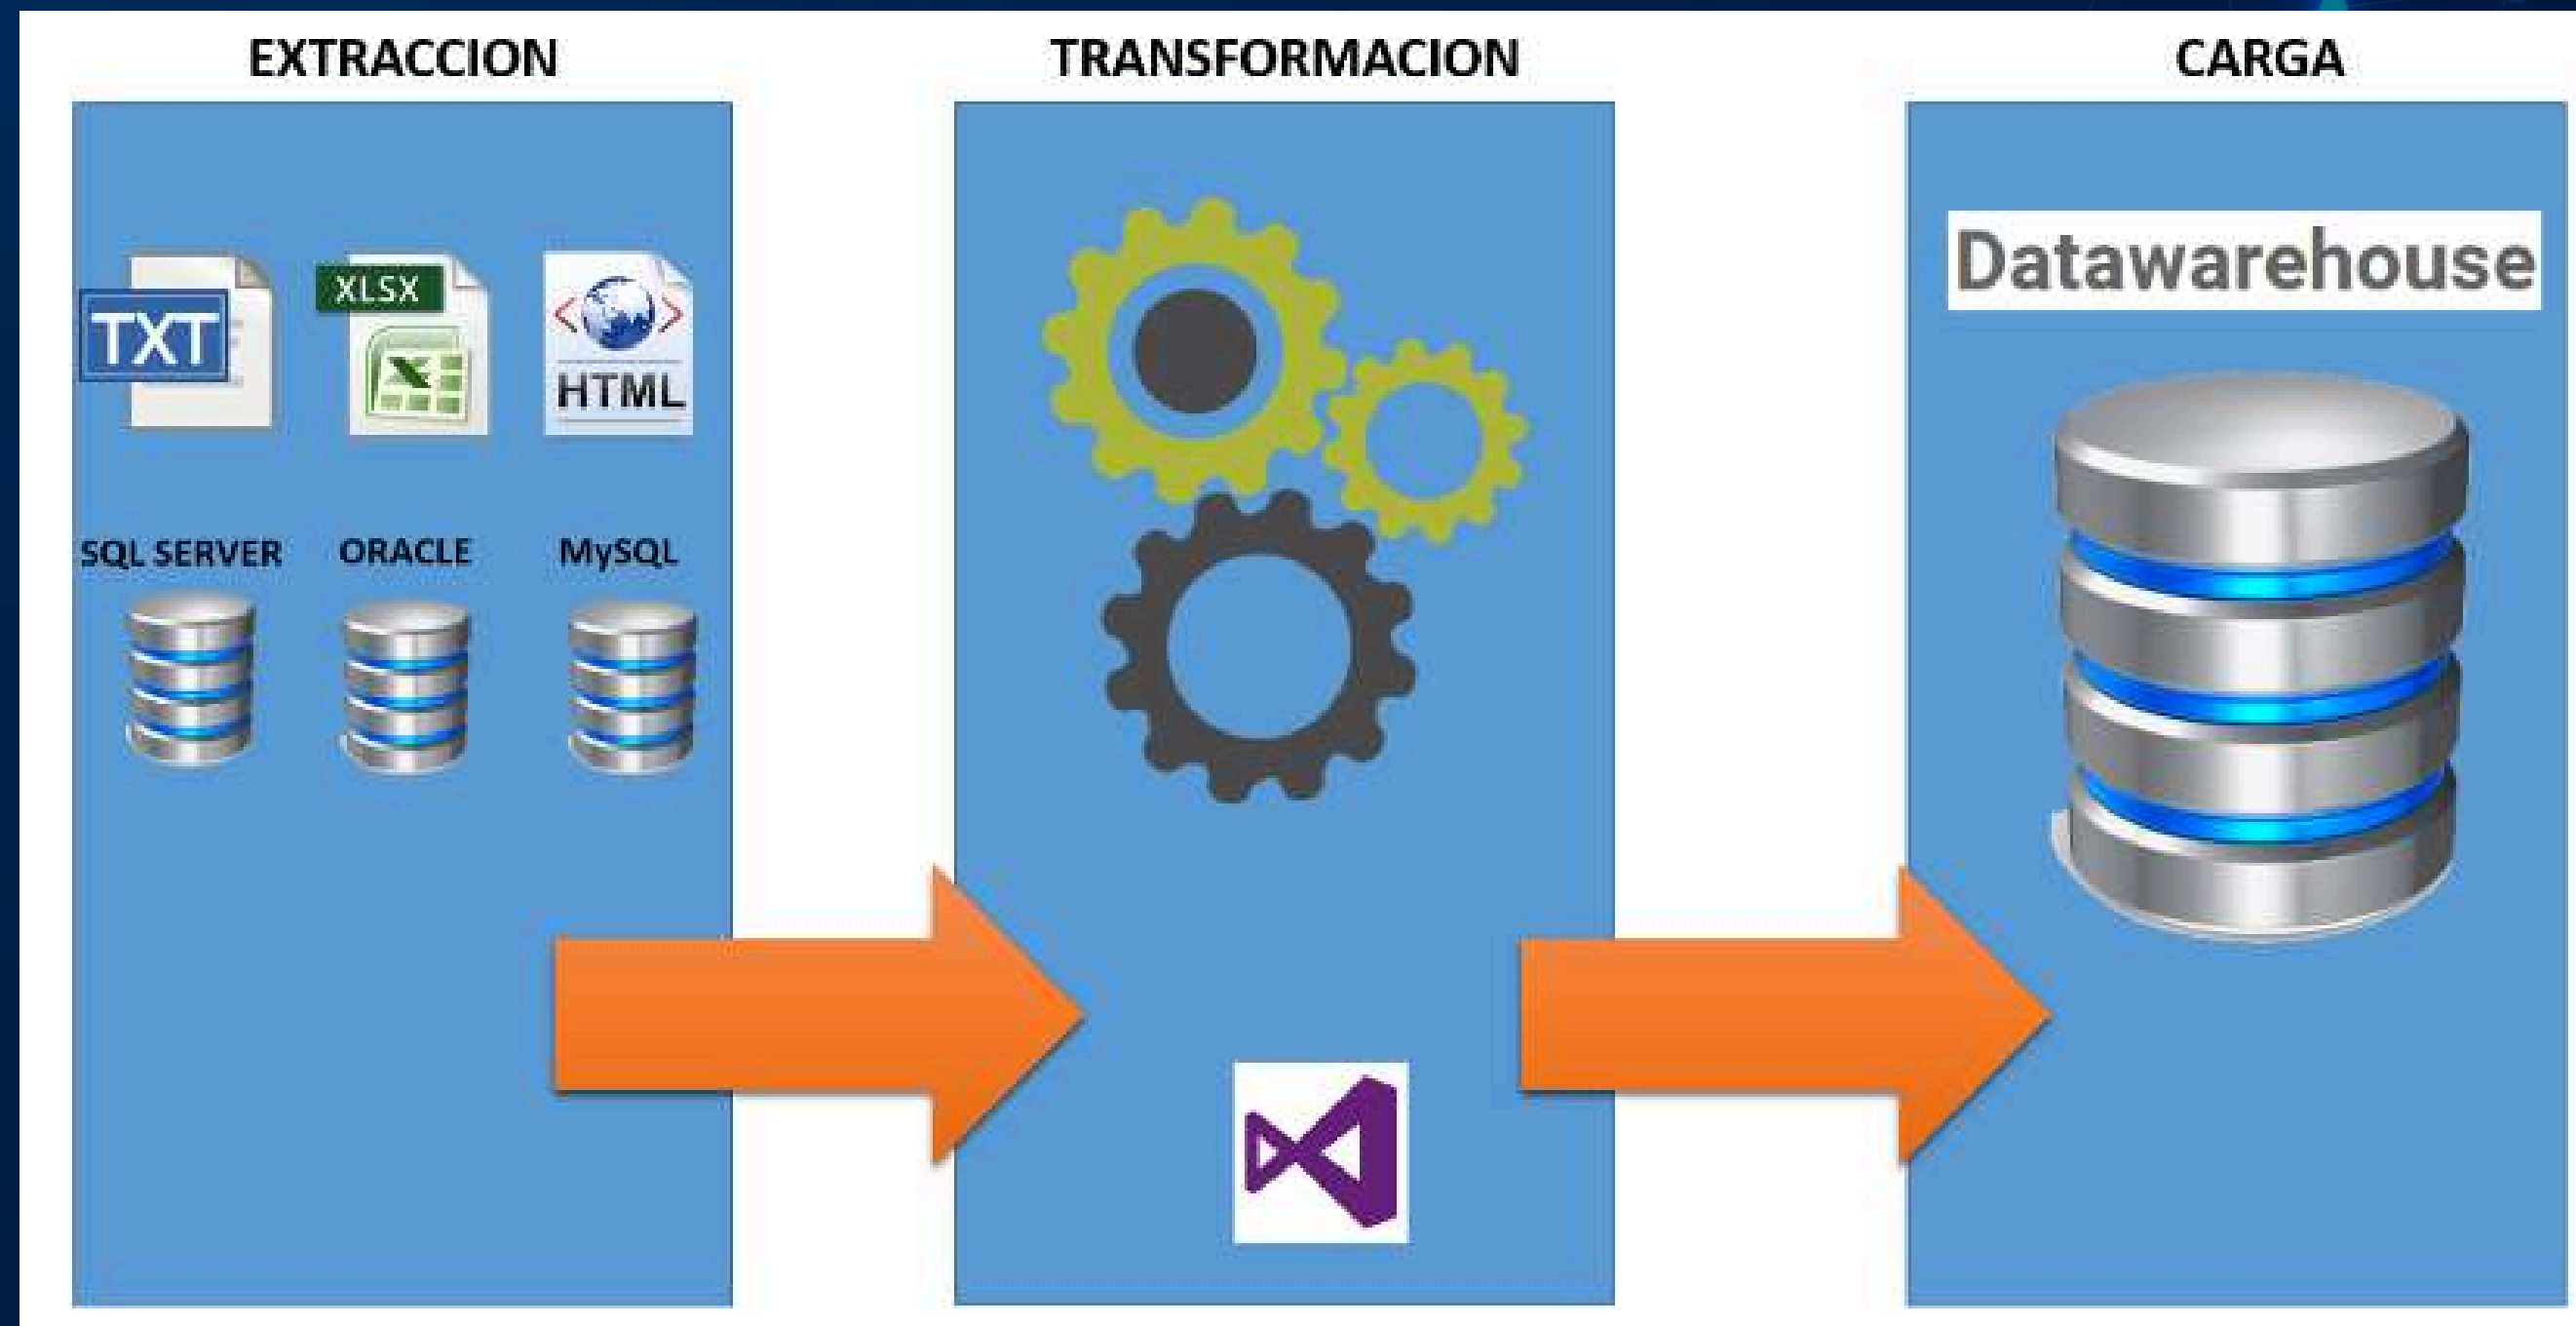 EXTRACCION
TRANSFORMACION
CARGA
TXT
XLSX
HTML
SQL SERVER
ORACLE
MySQL
Datawarehouse